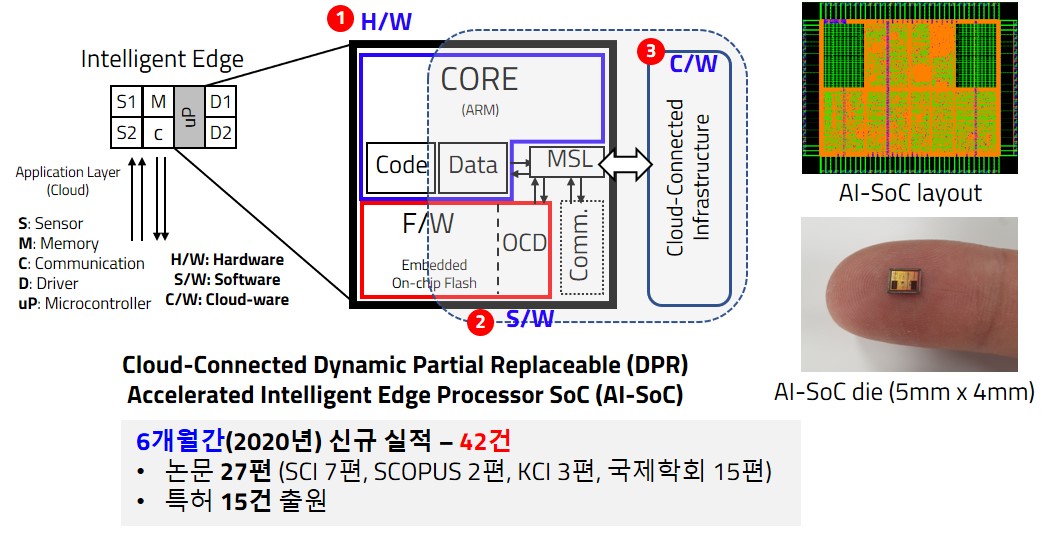 1 H/W
Intelligent Edge
S1 M uP D1
S2 c D2
Application Layer
(Cloud)
S: Sensor
M: Memory
C: Communication
D: Driver
uP: Microcontroller
H/W: Hardware
S/W: Software
C/W: Cloud-ware
CORE
(ARM)
Code Data MSL
F/W OCD Comm.
Embedded
On-chip Flash
2 S/W
3 C/W
Cloud-Connected
Infrastructure
AI-SoC layout
AI-SoC die (5mm x 4mm)
Cloud-Connected Dynamic Partial Replaceable (DPR)
Accelerated Intelligent Edge Processor SoC (AI-SoC)
6개월간(2020년) 신규 실적 – 42건
• 논문 27편 (SCI 7편, SCOPUS 2편, KCI 3편, 국제학회 15편)
• 특허 15건 출원